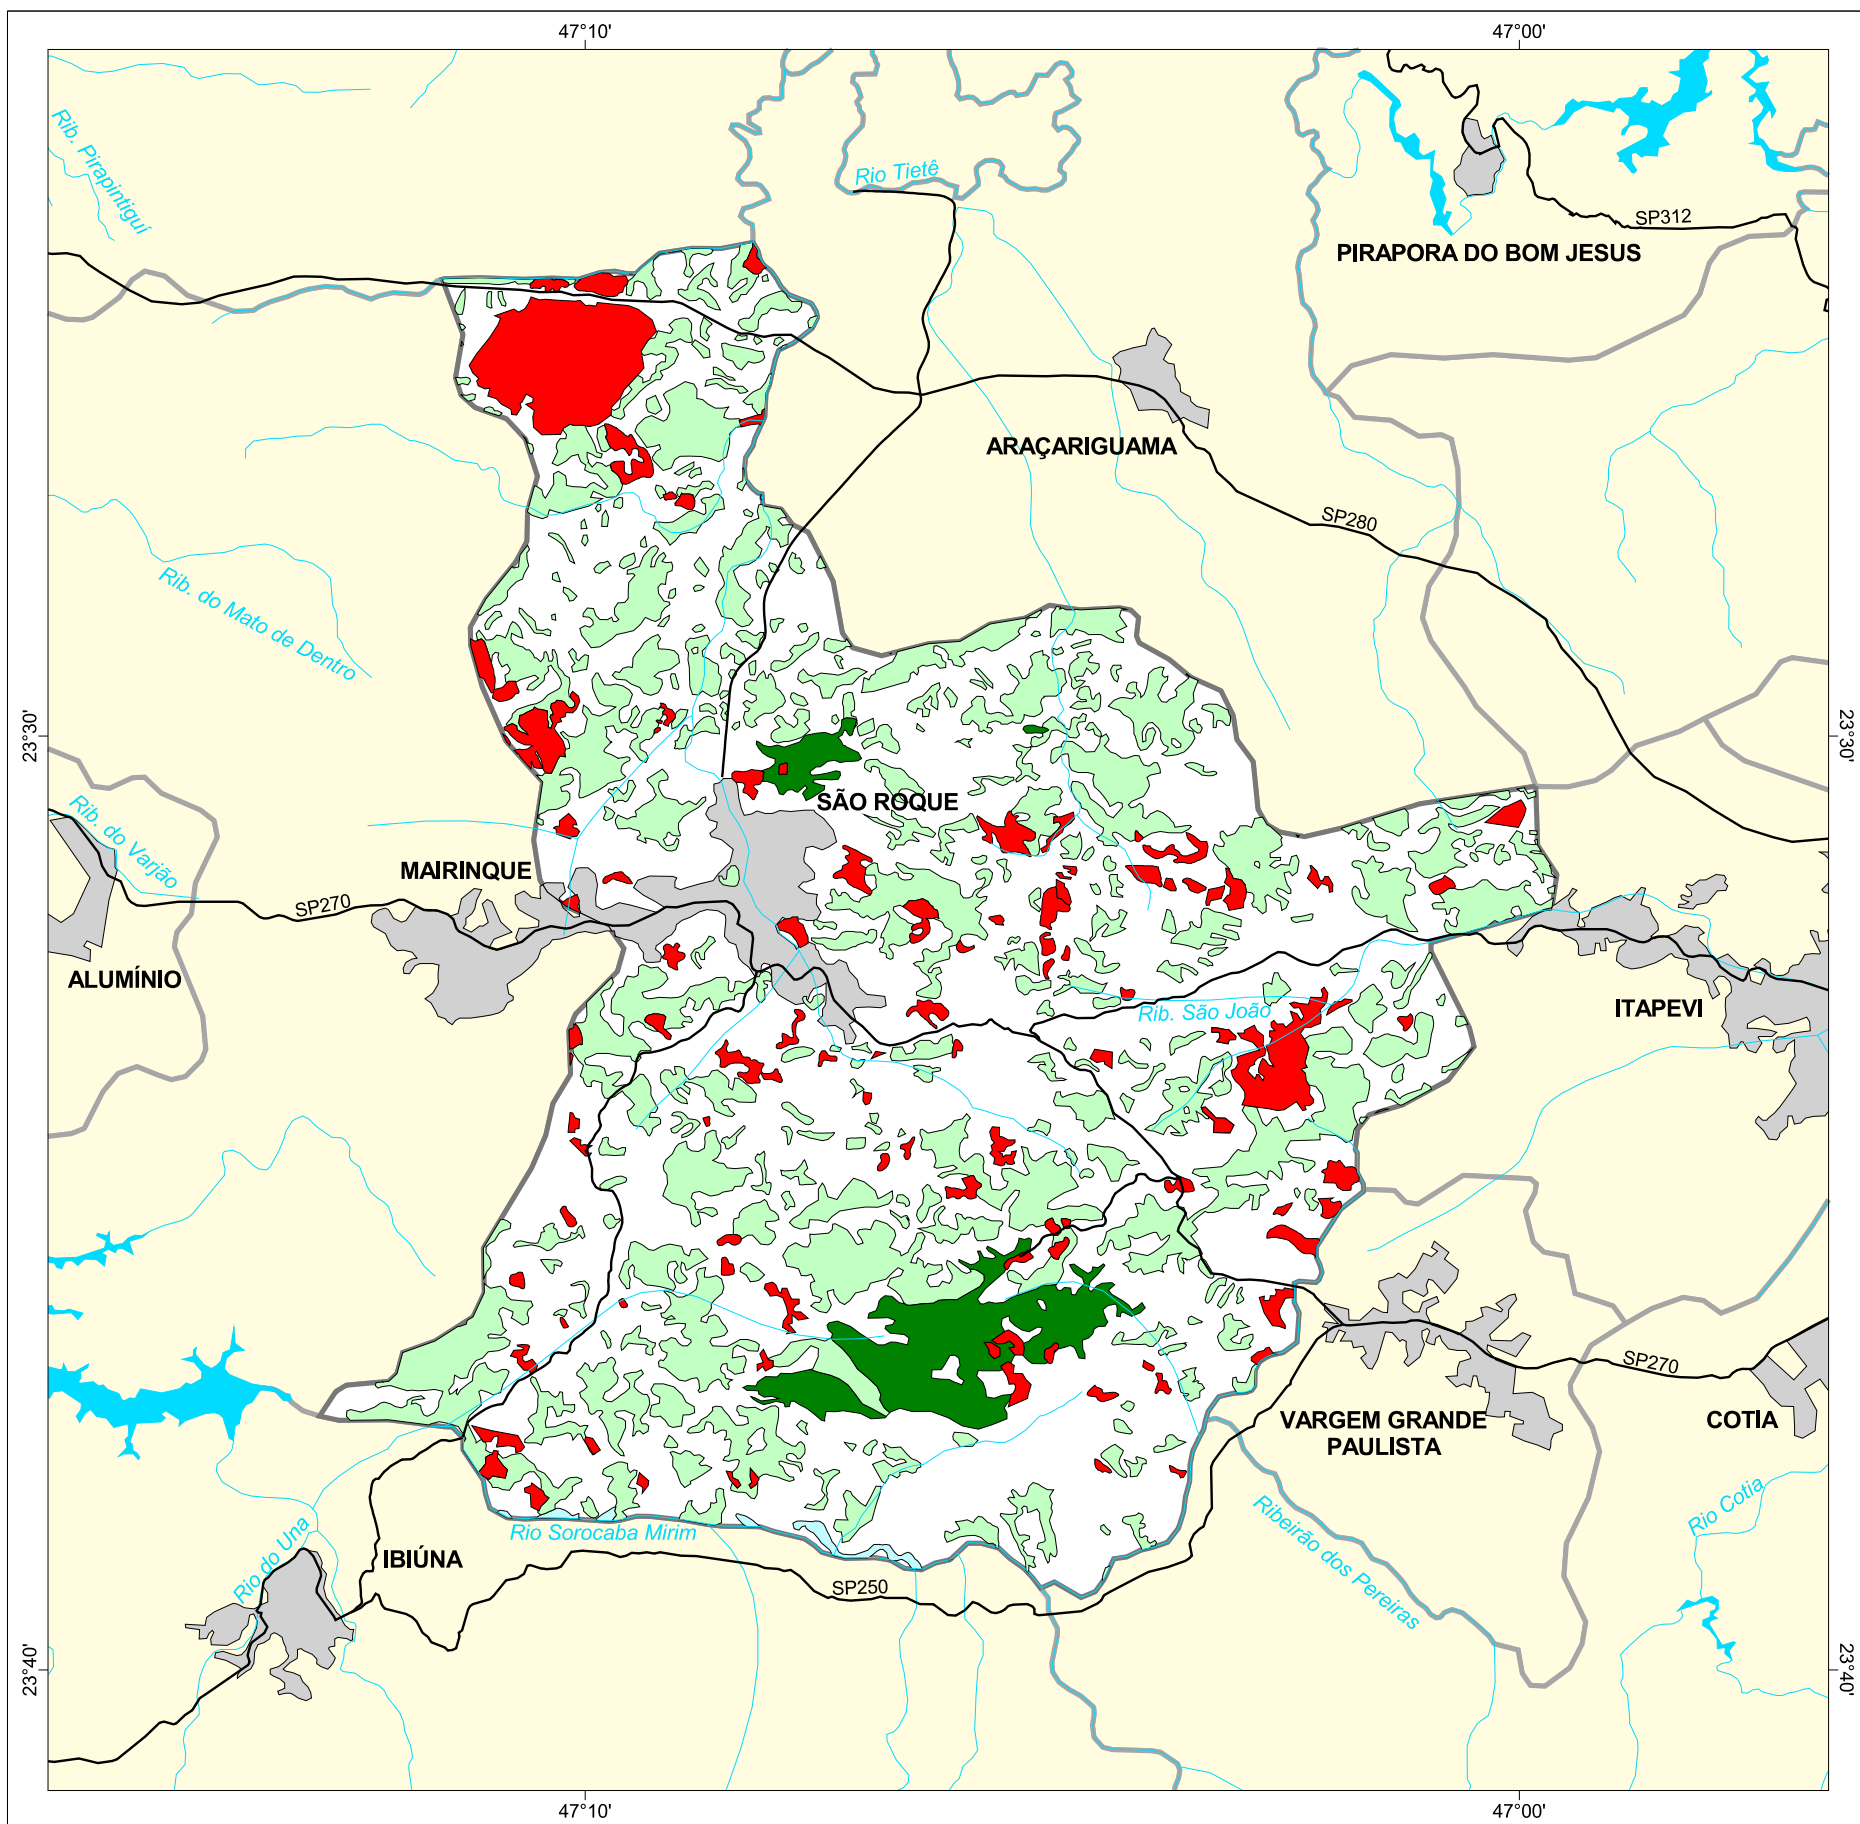 47°10'
47°00'
Rib. Pirapintiguí
Rio Tietê
SP312
PIRAPORA DO BOM JESUS
ARAÇARIGUAMA
SP280
Rib. do Mato de Dentro
23°30'
23°30'
SÃO ROQUE
Rib. do Varjão
MAIRINQUE
SP270
ALUMÍNIO
Rib. São João
ITAPEVI
SP270
VARGEM GRANDE
PAULISTA
COTIA
Rio Cotia
Ribeirão dos Pereiras
Rio Sorocaba Mirim
Rio do Una
IBIÚNA
SP250
23°40'
23°40'
47°10'
47°00'